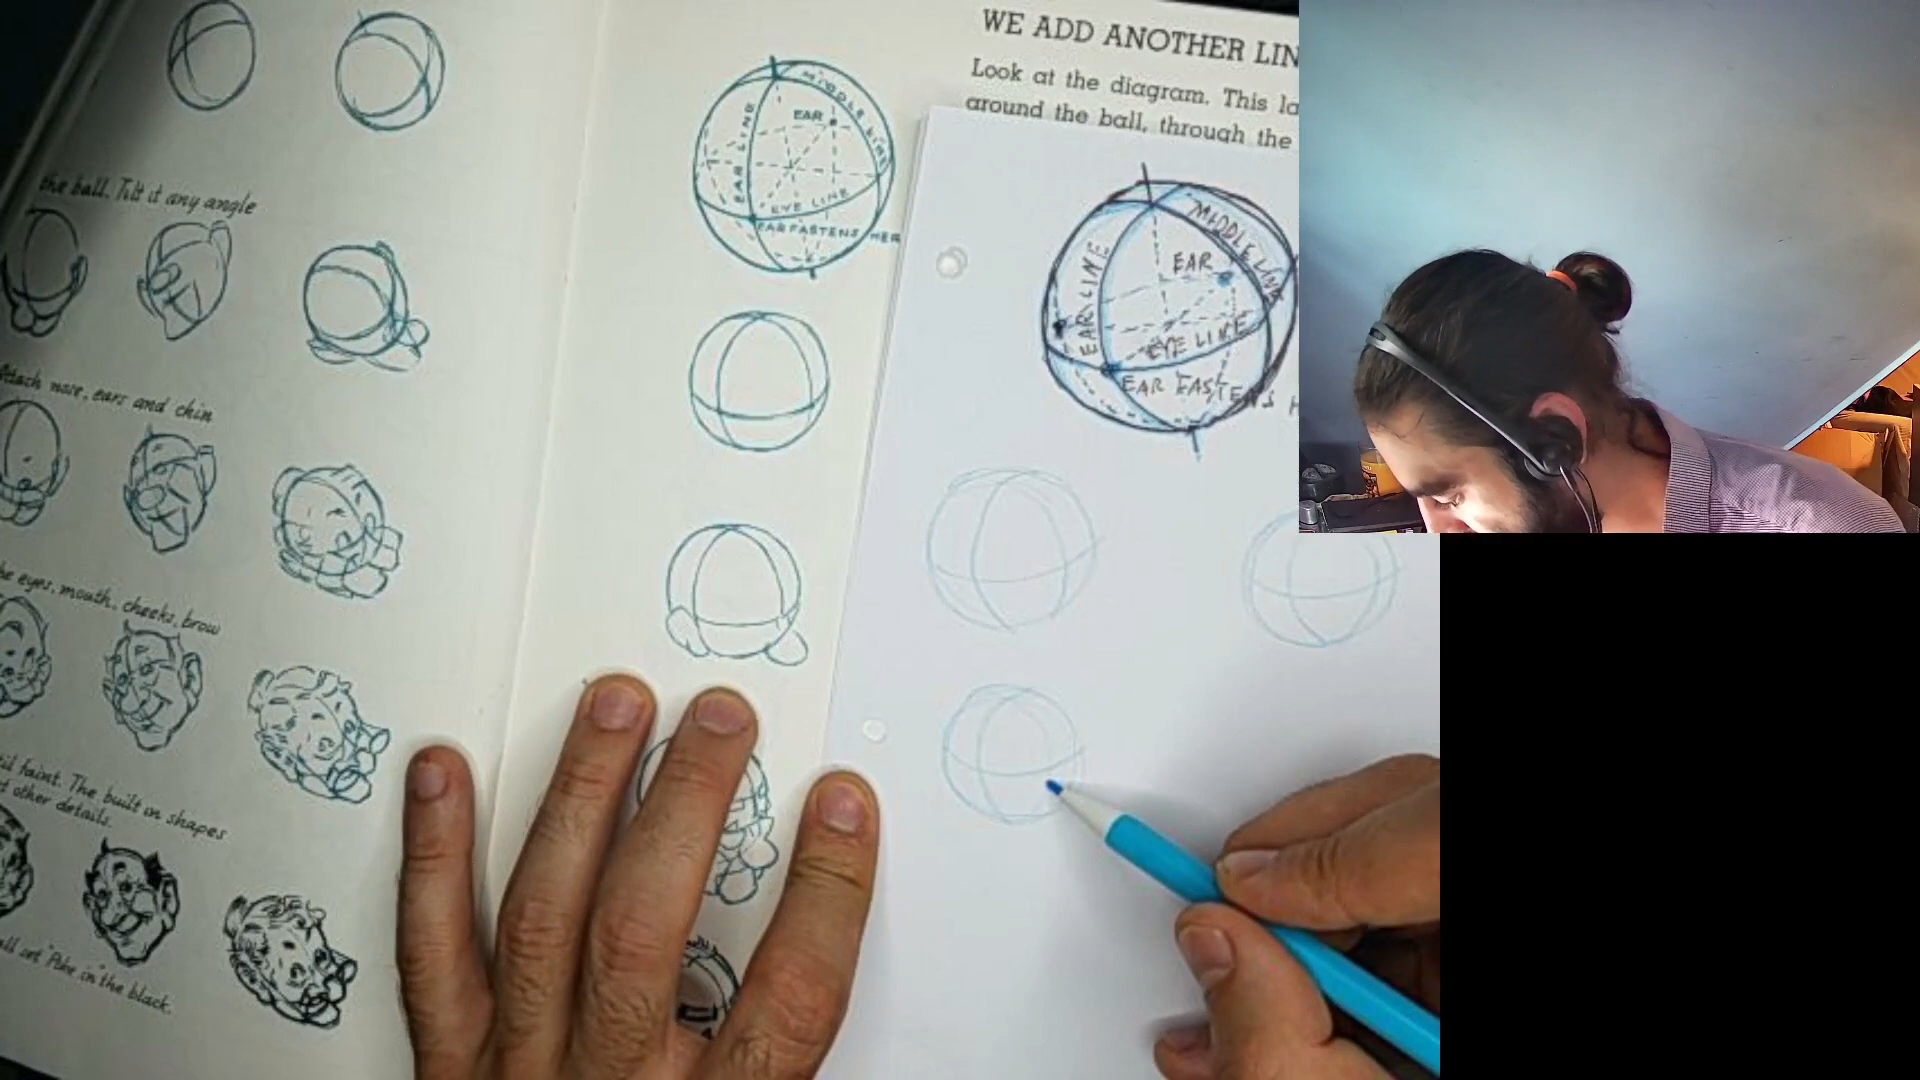 the ball. Tilt it any angle
Attach nose, ears and chin
the eyes, mouth, cheeks, brow
faint. The built on shapes
other details.
all set "Poke in" the black.
WE ADD ANOTHER LIN
Look at the diagram. This la
around the ball, through the
MIDDLE LINE
EAR
EAR LINE
EYE LINE
EAR FASTENS HER
MIDDLE LINE
EAR
EAR LINE
EYE LINE
EAR FASTENS H